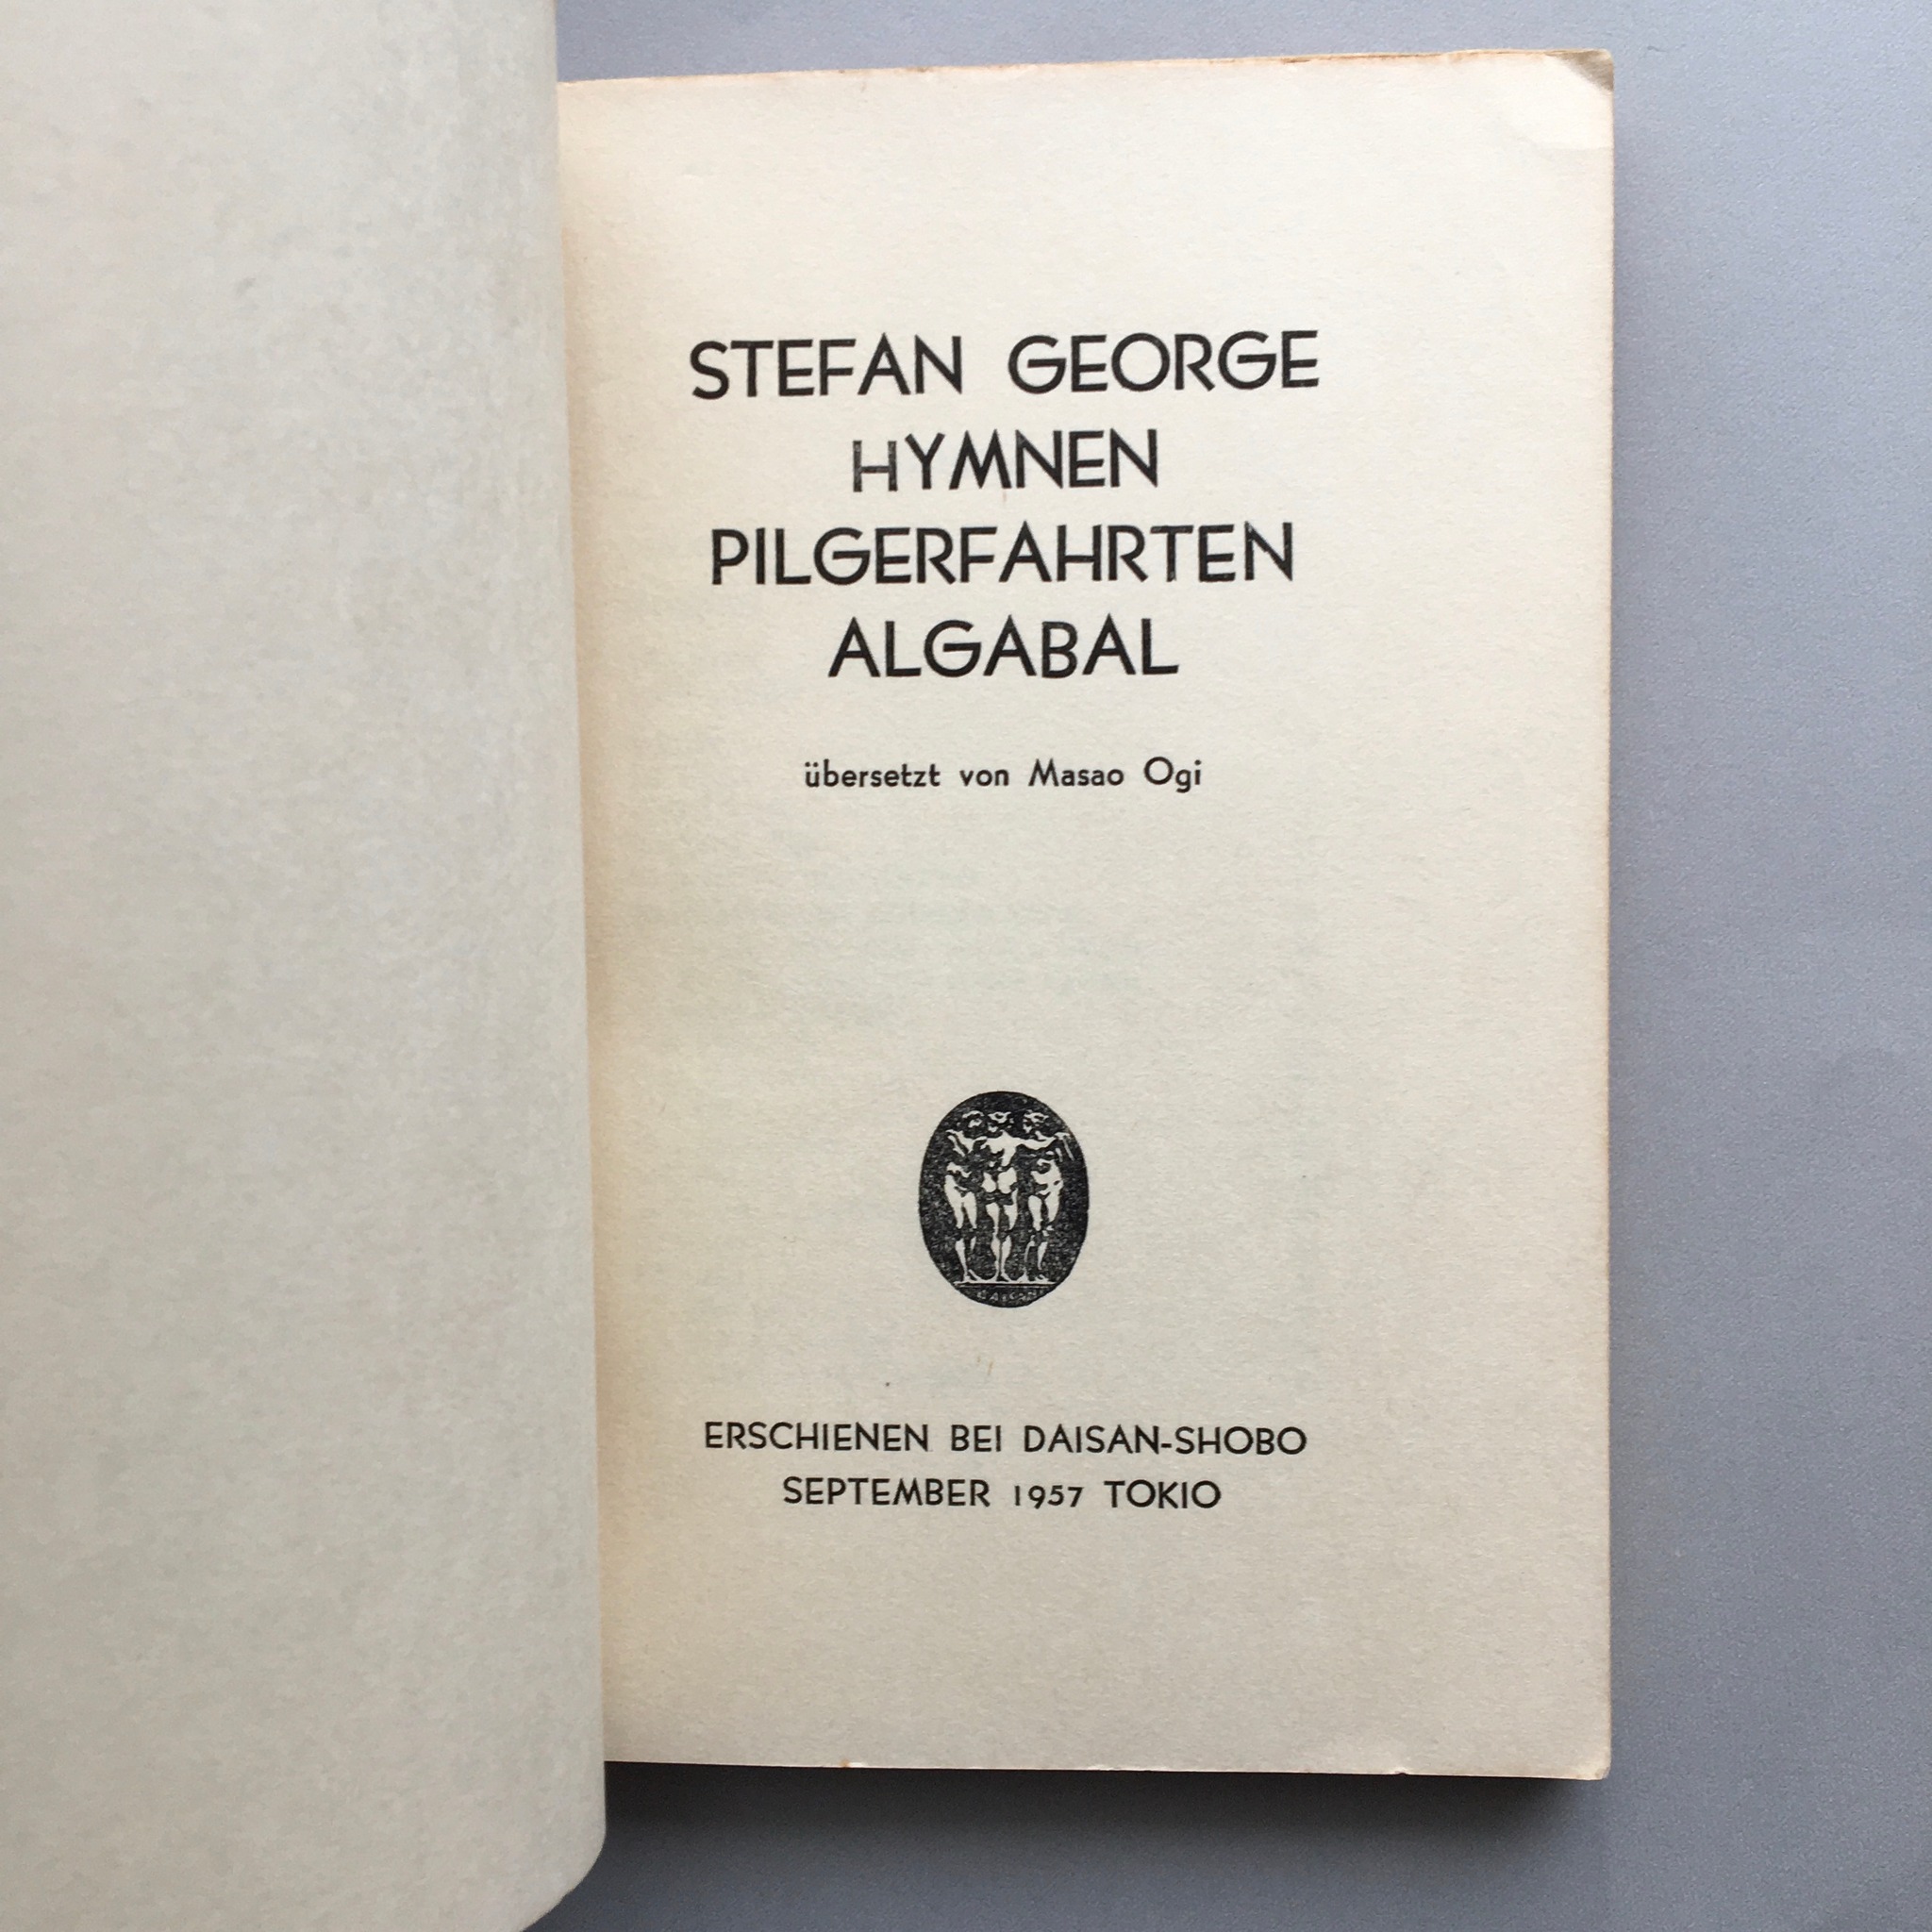 STEFAN GEORGE
HYMNEN
PILGERFAHRTEN
ALGABAL
übersetzt von Masao Ogi
ERSCHIENEN BEI DAISAN-SHOBO
SEPTEMBER 1957 TOKIO